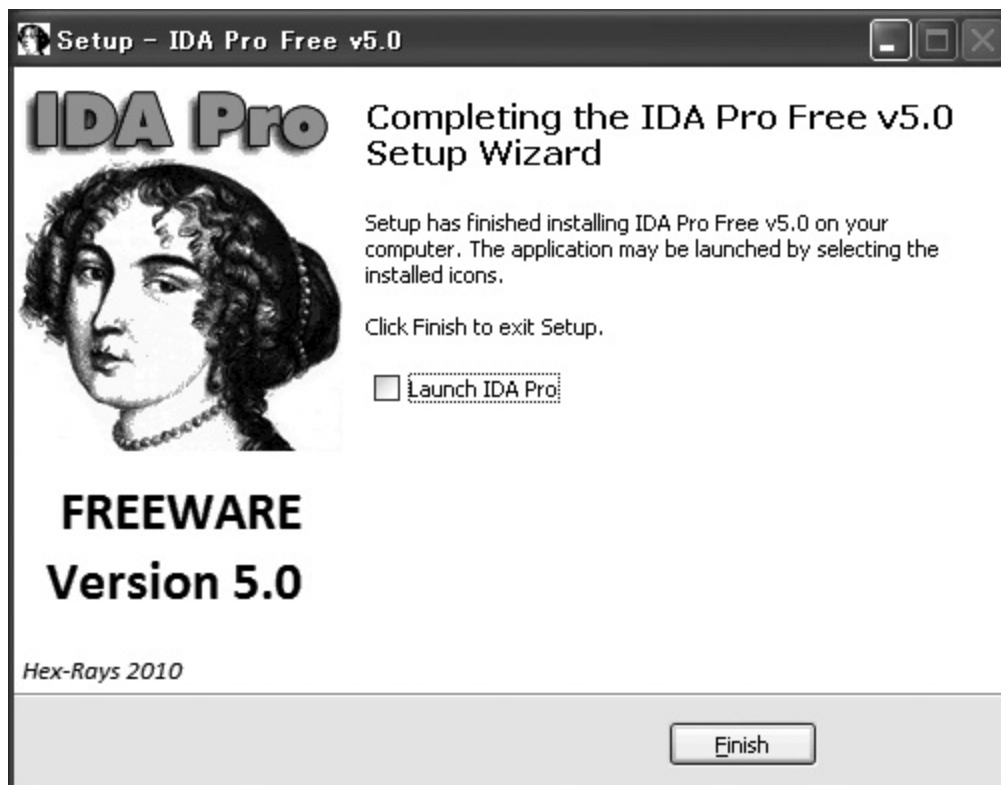 Setup - IDA Pro Free v5.0
IDA Pro
Completing the IDA Pro Free v5.0
Setup Wizard
Setup has finished installing IDA Pro Free v5.0 on your
computer. The application may be launched by selecting the
installed icons.
Click Finish to exit Setup.
Launch IDA Pro
FREEWARE
Version 5.0
Hex-Rays 2010
Finish